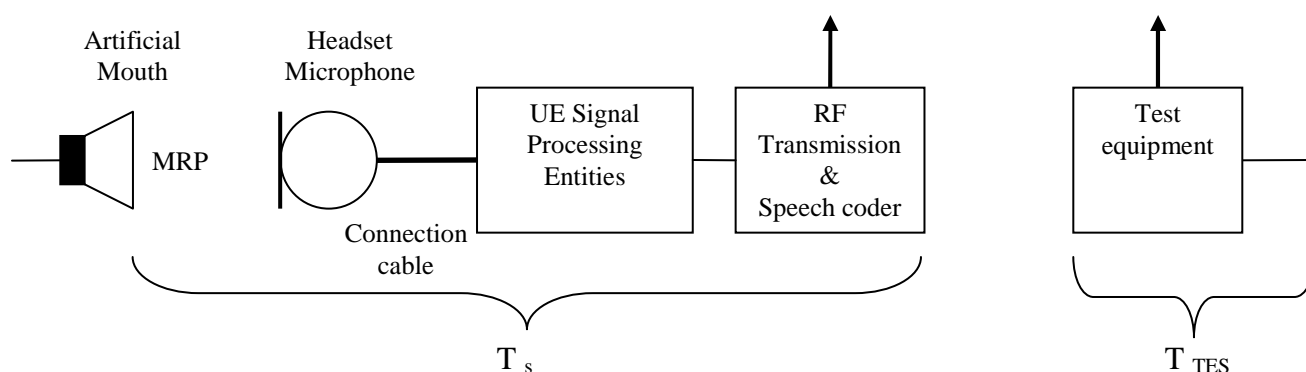 Artificial
Mouth
MRP
Headset
Microphone
Connection
cable
UE Signal
Processing
Entities
RF
Transmission
&
Speech coder
Test
equipment
T s
T TES